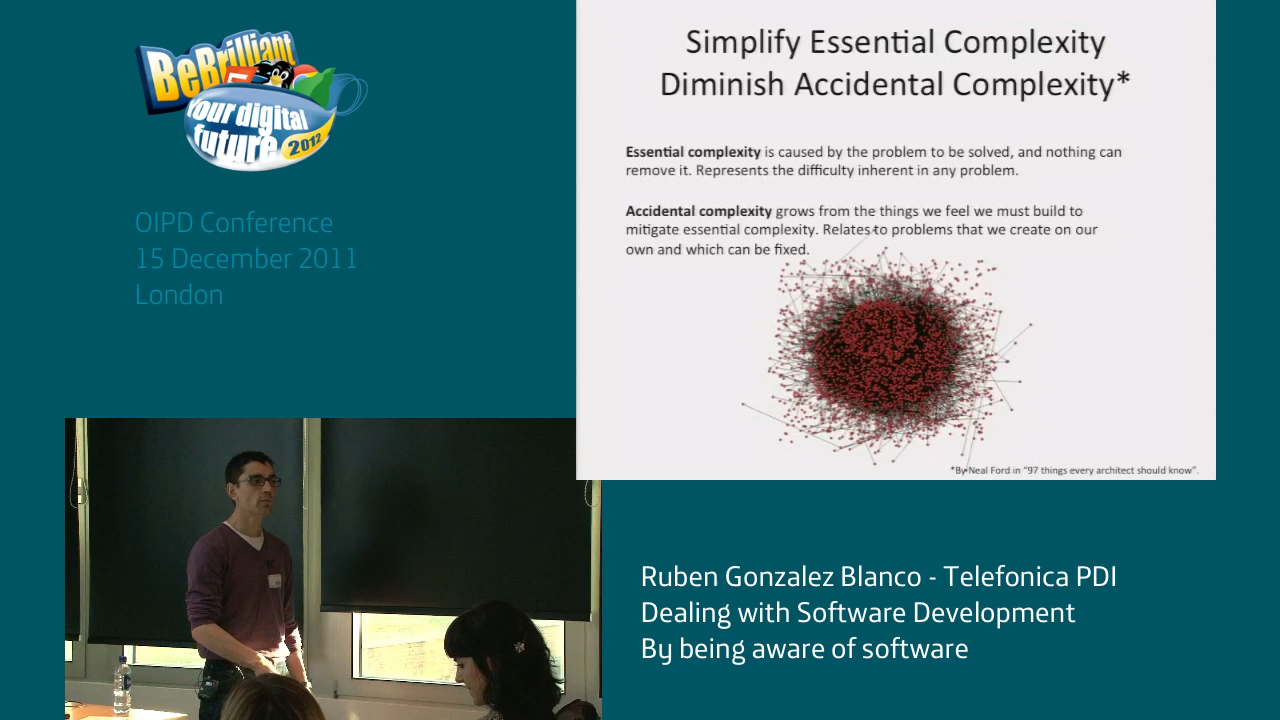 BeBrilliant
Your digital
future
2012
OIPD Conference
15 December 2011
London
Simplify Essential Complexity
Diminish Accidental Complexity*
Essential complexity is caused by the problem to be solved, and nothing can
remove it. Represents the difficulty inherent in any problem.
Accidental complexity grows from the things we feel we must build to
mitigate essential complexity. Relates to problems that we create on our
own and which can be fixed.
*By Neal Ford in "97 things every architect should know".
Ruben Gonzalez Blanco - Telefonica PDI
Dealing with Software Development
By being aware of software